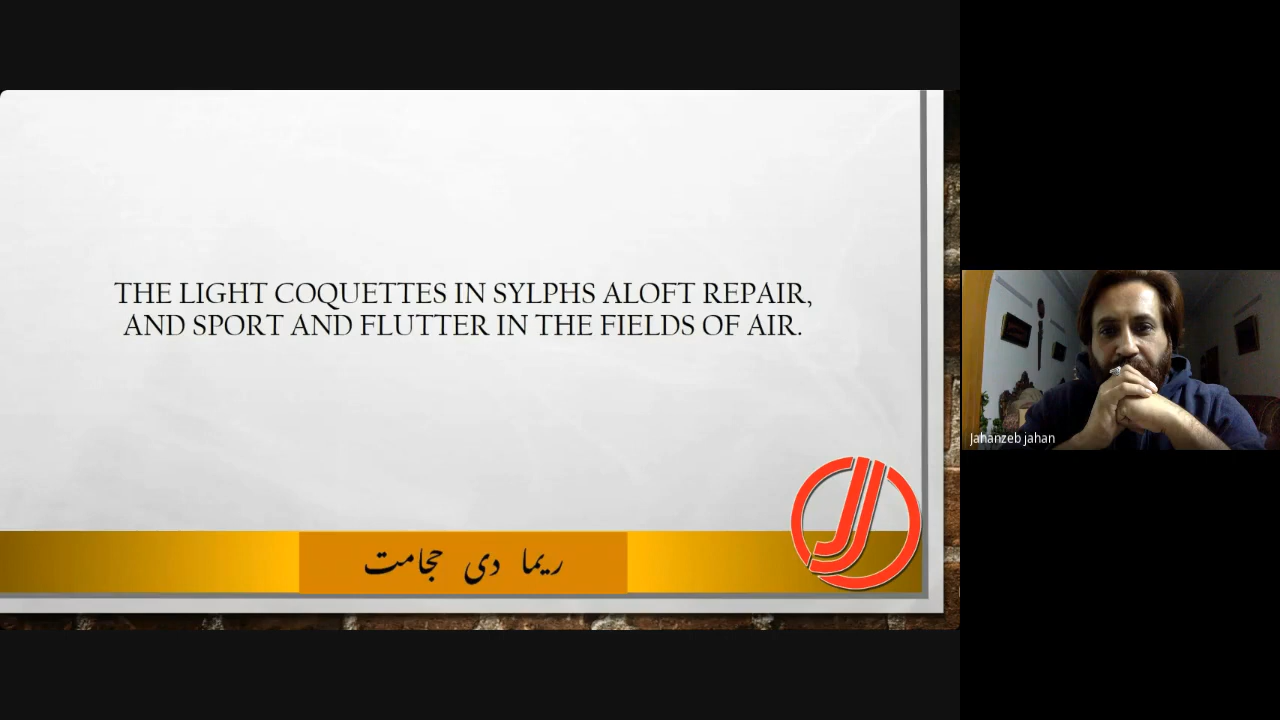 THE LIGHT COQUETTES IN SYLPHS ALOFT REPAIR,
AND SPORT AND FLUTTER IN THE FIELDS OF AIR.
ریما دی حجامت
JJ
Jahanzeb jahan